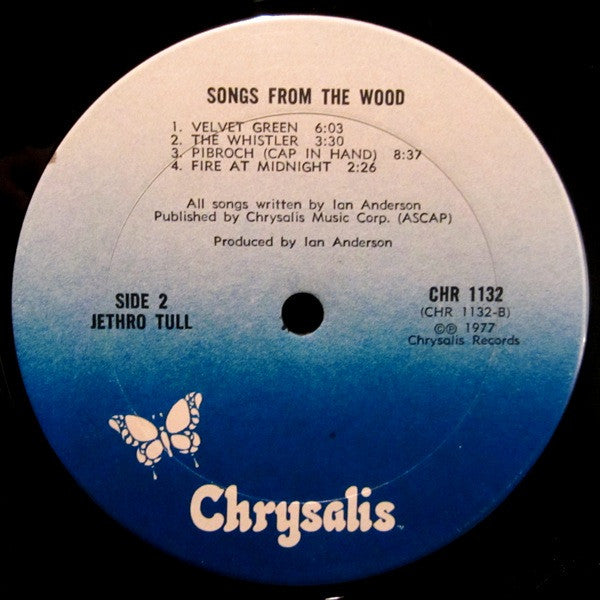 SONGS FROM THE WOOD
1. VELVET GREEN 6:03
2. THE WHISTLER 3:30
3. PIBROCH (CAP IN HAND) 8:37
4. FIRE AT MIDNIGHT 2:26
All songs written by Ian Anderson
Published by Chrysalis Music Corp. (ASCAP)
Produced by Ian Anderson
SIDE 2
JETHRO TULL
CHR 1132
(CHR 1132-B)
©℗ 1977
Chrysalis Records
Chrysalis™